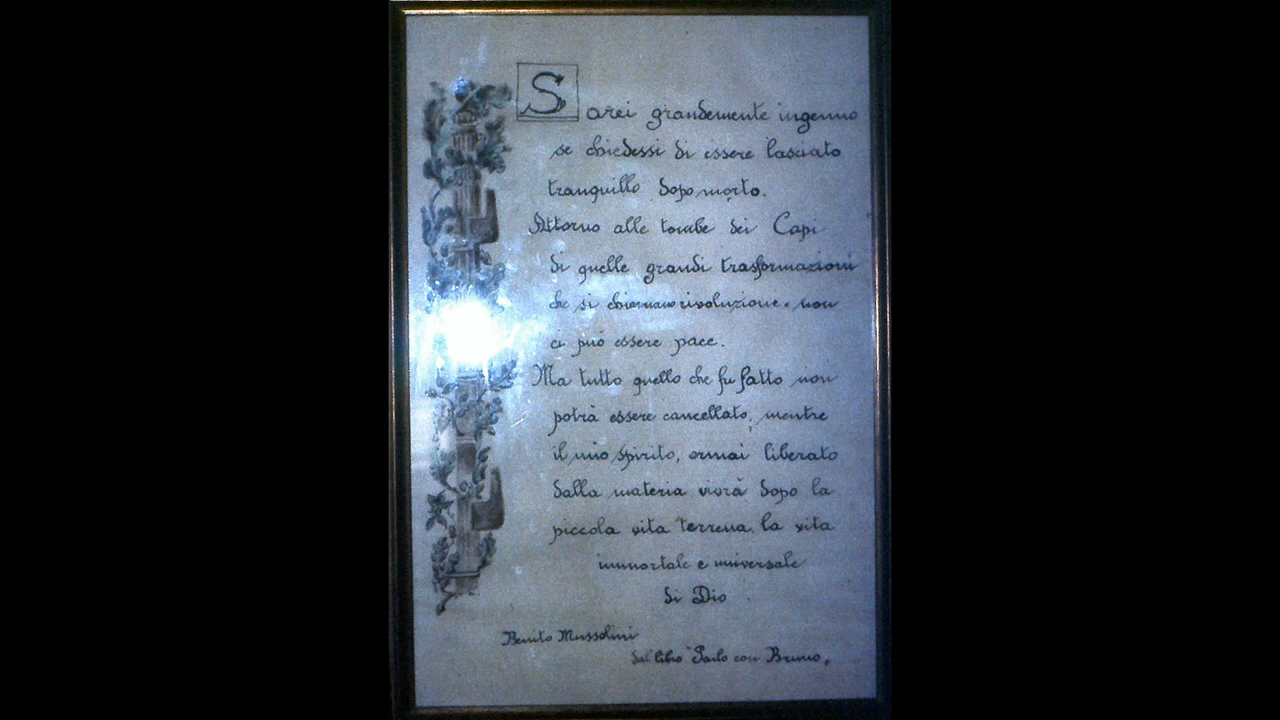 Sarei grandemente ingenuo
se chiedessi di essere lasciato
tranquillo dopo morto.
Attorno alle tombe dei Capi
di quelle grandi trasformazioni
che si chiamano rivoluzione, non
ci può essere pace.
Ma tutto quello che fu fatto non
potrà essere cancellato, mentre
il mio spirito, ormai liberato
dalla materia vivrà dopo la
piccola vita terrena, la vita
immortale e universale
di Dio
Benito Mussolini
dal libro "Parlo con Bruno"